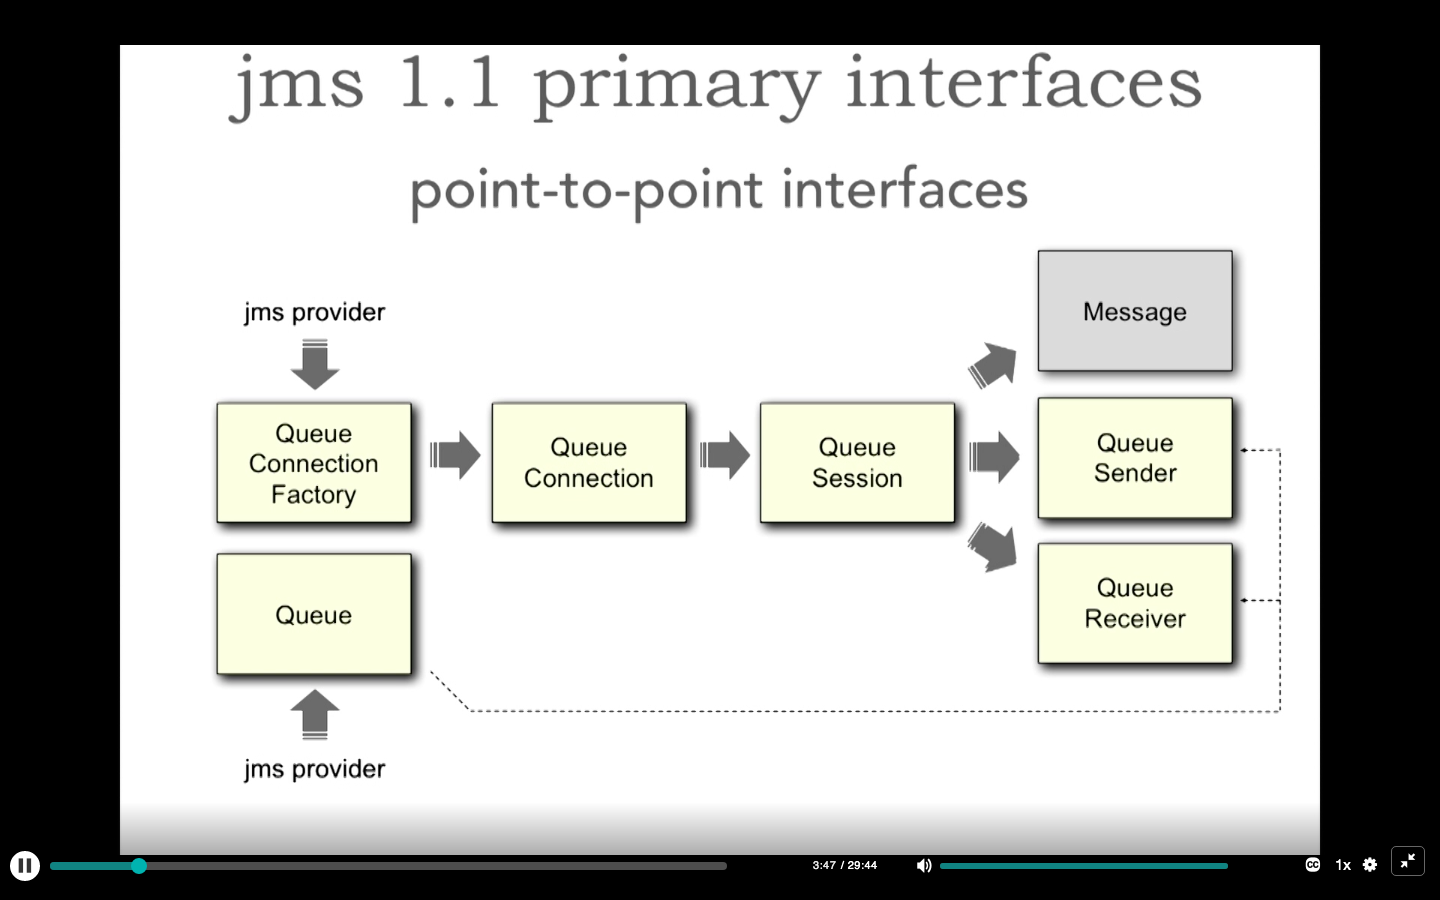 jms 1.1 primary interfaces
point-to-point interfaces
jms provider
Message
Queue
Connection
Factory
Queue
Connection
Queue
Session
Queue
Sender
Queue
Queue
Receiver
jms provider
3:47 / 29:44
CC
1x